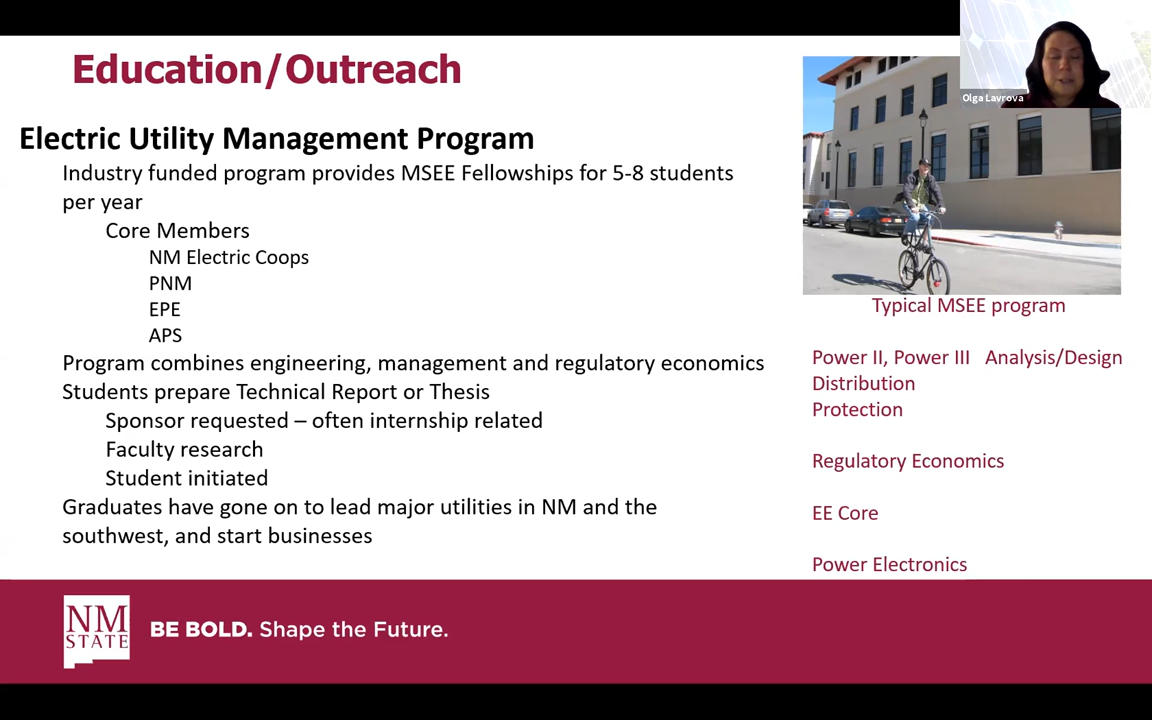 Education/Outreach
Olga Lavrova
Electric Utility Management Program
Industry funded program provides MSEE Fellowships for 5-8 students
per year
Core Members
NM Electric Coops
PNM
EPE
APS
Program combines engineering, management and regulatory economics
Students prepare Technical Report or Thesis
Sponsor requested – often internship related
Faculty research
Student initiated
Graduates have gone on to lead major utilities in NM and the
southwest, and start businesses
Typical MSEE program
Power II, Power III Analysis/Design
Distribution
Protection
Regulatory Economics
EE Core
Power Electronics
NM
STATE
BE BOLD. Shape the Future.